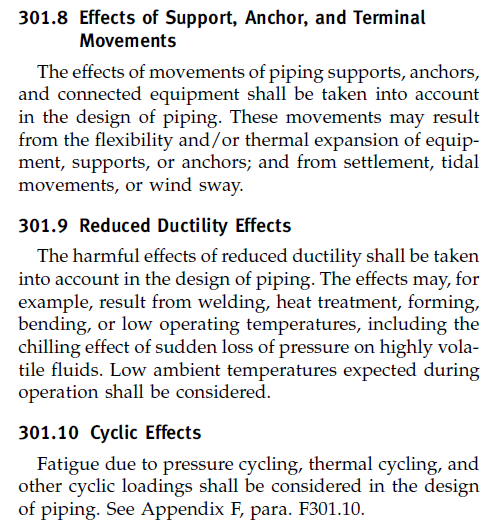 301.8 Effects of Support, Anchor, and Terminal
Movements
The effects of movements of piping supports, anchors,
and connected equipment shall be taken into account
in the design of piping. These movements may result
from the flexibility and/or thermal expansion of equip-
ment, supports, or anchors; and from settlement, tidal
movements, or wind sway.
301.9 Reduced Ductility Effects
The harmful effects of reduced ductility shall be taken
into account in the design of piping. The effects may, for
example, result from welding, heat treatment, forming,
bending, or low operating temperatures, including the
chilling effect of sudden loss of pressure on highly vola-
tile fluids. Low ambient temperatures expected during
operation shall be considered.
301.10 Cyclic Effects
Fatigue due to pressure cycling, thermal cycling, and
other cyclic loadings shall be considered in the design
of piping. See Appendix F, para. F301.10.